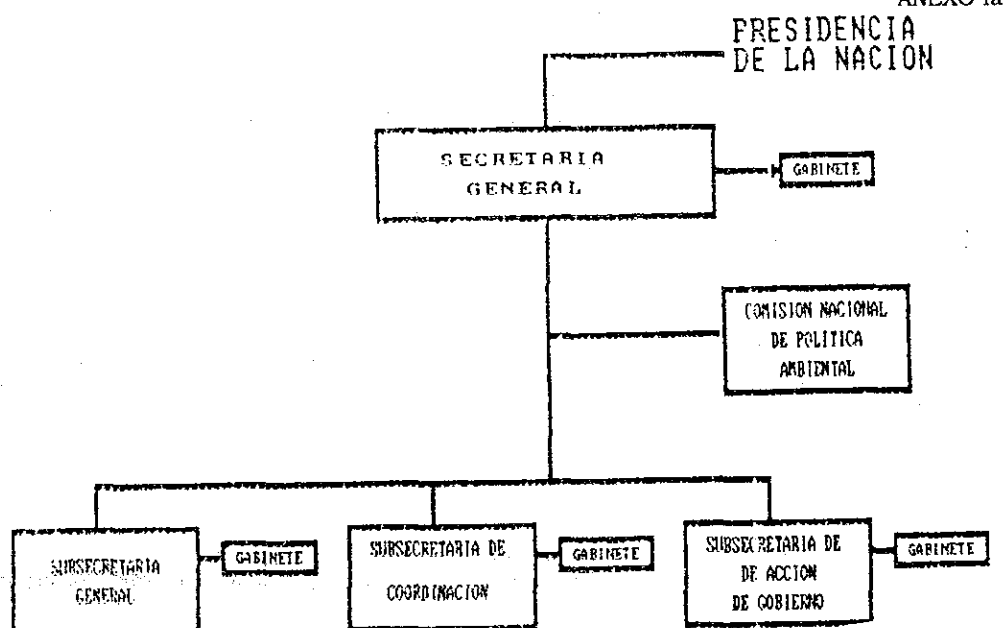 ANEXO Ia
PRESIDENCIA
DE LA NACION
SECRETARIA
GENERAL
GABINETE
COMISION NACIONAL
DE POLITICA
AMBIENTAL
SUBSECRETARIA
GENERAL
GABINETE
SUBSECRETARIA DE
COORDINACION
GABINETE
SUBSECRETARIA DE
DE ACCION
DE GOBIERNO
GABINETE